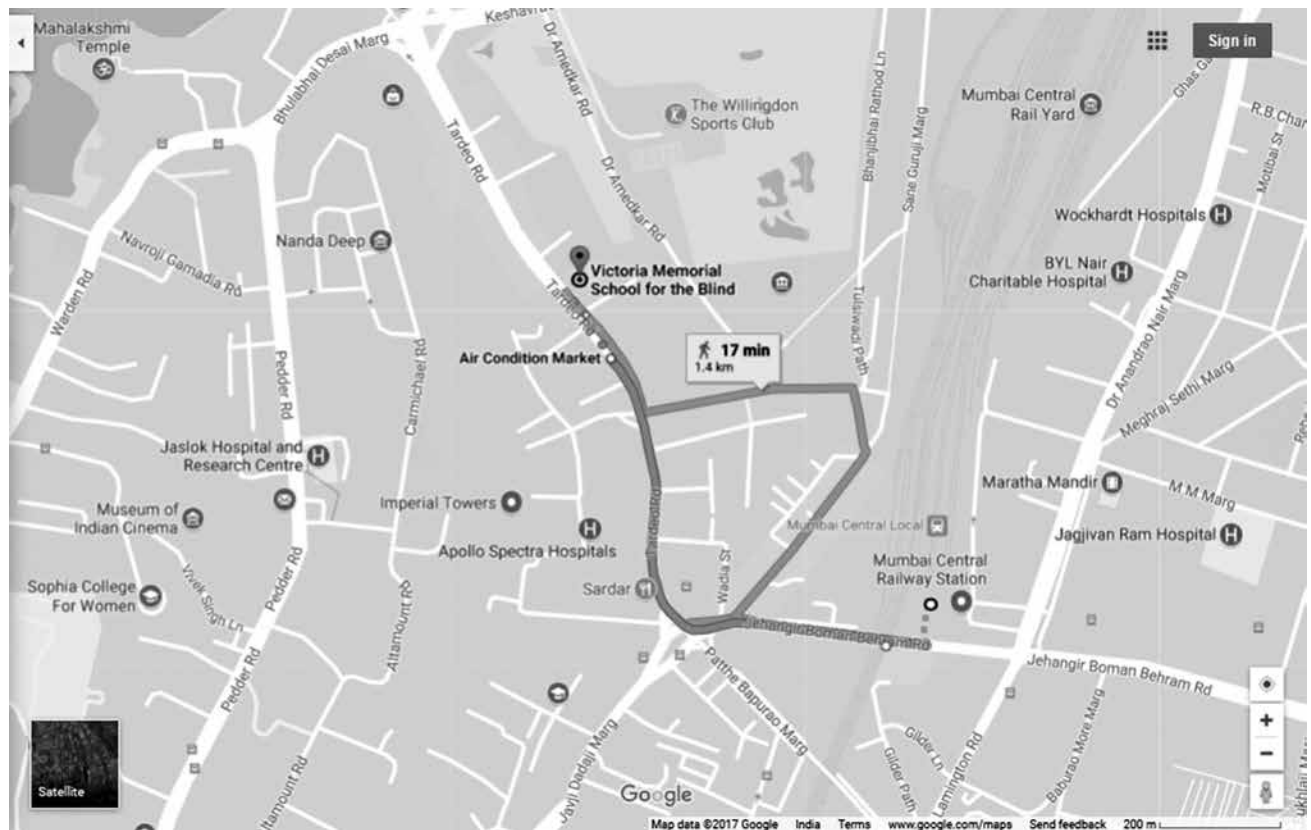 Mahalakshmi
Temple
Bhulabhai Desai Marg
Keshavrao
Sign in
Tardeo Rd
Dr Amedkar Rd
The Willingdon
Sports Club
Bhanjibhai Rathod Ln
Sane Guruji Marg
Mumbai Central
Rail Yard
R.B.Char
Motibai St
Wockhardt Hospitals
Navroji Gamadia Rd
Nanda Deep
Dr Amedkar Rd
BYL Nair
Charitable Hospital
Warden Rd
Victoria Memorial
School for the Blind
Tardeo Rd
Tulsiwadi Path
Dr Anandrao Nair Marg
Pedder Rd
Carmichael Rd
Air Condition Market
17 min
1.4 km
Meghraj Sethi Marg
Jaslok Hospital and
Research Centre
Imperial Towers
Maratha Mandir
M M Marg
Museum of
Indian Cinema
Tardeo Rd
Mumbai Central Local
Apollo Spectra Hospitals
Jagjivan Ram Hospital
Mumbai Central
Railway Station
Sophia College
For Women
Vivek Singh Ln
Pedder Rd
Altamount Rd
Sardar
Wadia St
Jehangir Boman Behram Rd
Jehangir Boman Behram Rd
Pedder Rd
Patthe Bapurao Marg
Javji Dadaji Marg
Gilder Ln
Gilder Path
Lamington Rd
Baburao More Marg
ltamount Rd
Satellite
Google
Map data ©2017 Google India Terms www.google.com/maps Send feedback 200 m